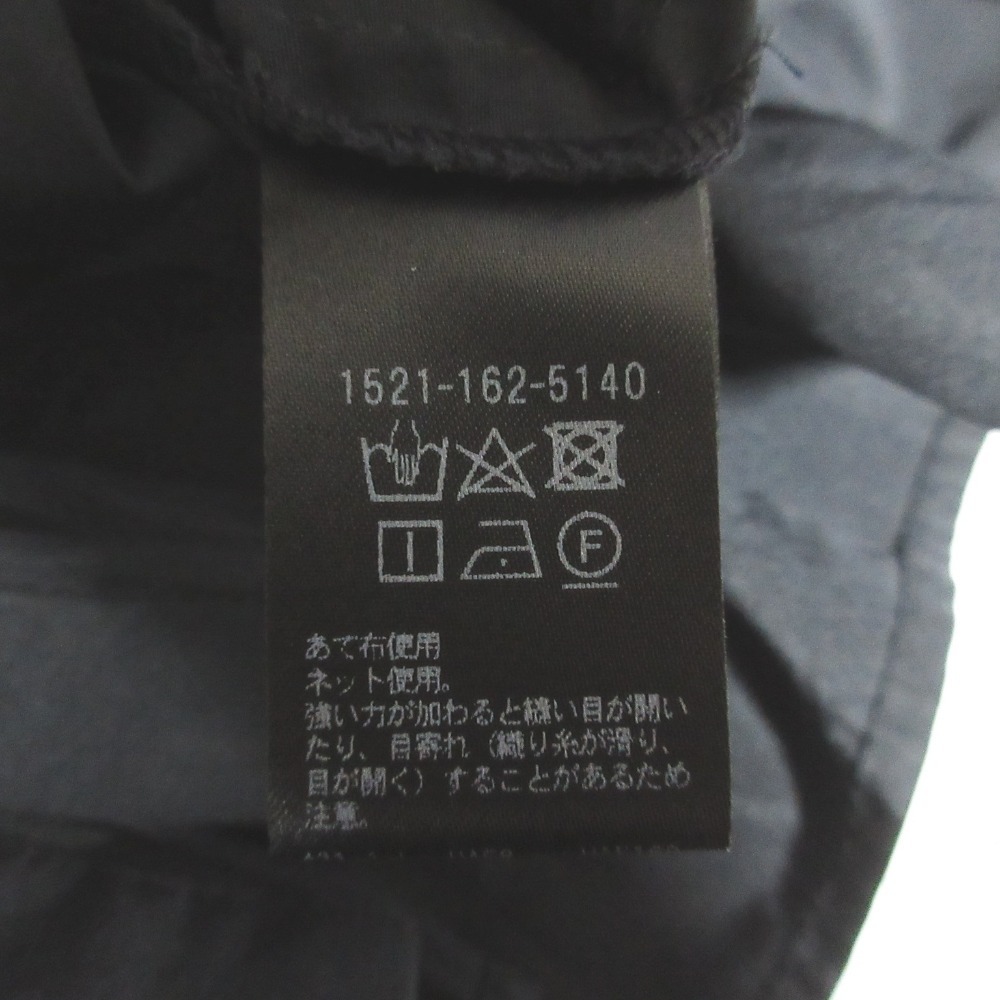 1521-162-5140
F
あて布使用
ネット使用。
強い力が加わると縫い目が開い
たり、目寄れ（織り糸が滑り、
目が開く）することがあるため
注意。